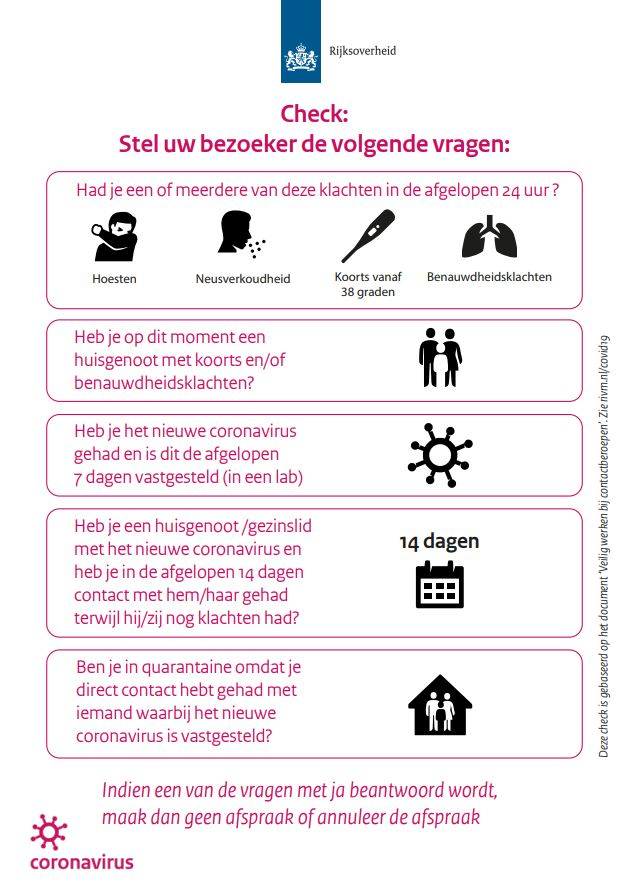 Rijksoverheid
Check:
Stel uw bezoeker de volgende vragen:
Had je een of meerdere van deze klachten in de afgelopen 24 uur ?
Hoesten
Neusverkoudheid
Koorts vanaf
38 graden
Benauwdheidsklachten
Heb je op dit moment een
huisgenoot met koorts en/of
benauwdheidsklachten?
Heb je het nieuwe coronavirus
gehad en is dit de afgelopen
7 dagen vastgesteld (in een lab)
Heb je een huisgenoot /gezinslid
met het nieuwe coronavirus en
heb je in de afgelopen 14 dagen
contact met hem/haar gehad
terwijl hij/zij nog klachten had?
14 dagen
Ben je in quarantaine omdat je
direct contact hebt gehad met
iemand waarbij het nieuwe
coronavirus is vastgesteld?
Indien een van de vragen met ja beantwoord wordt,
maak dan geen afspraak of annuleer de afspraak
coronavirus
Deze check is gebaseerd op het document ‘Veilig werken bij contactberoepen’. Zie rivm.nl/covid19